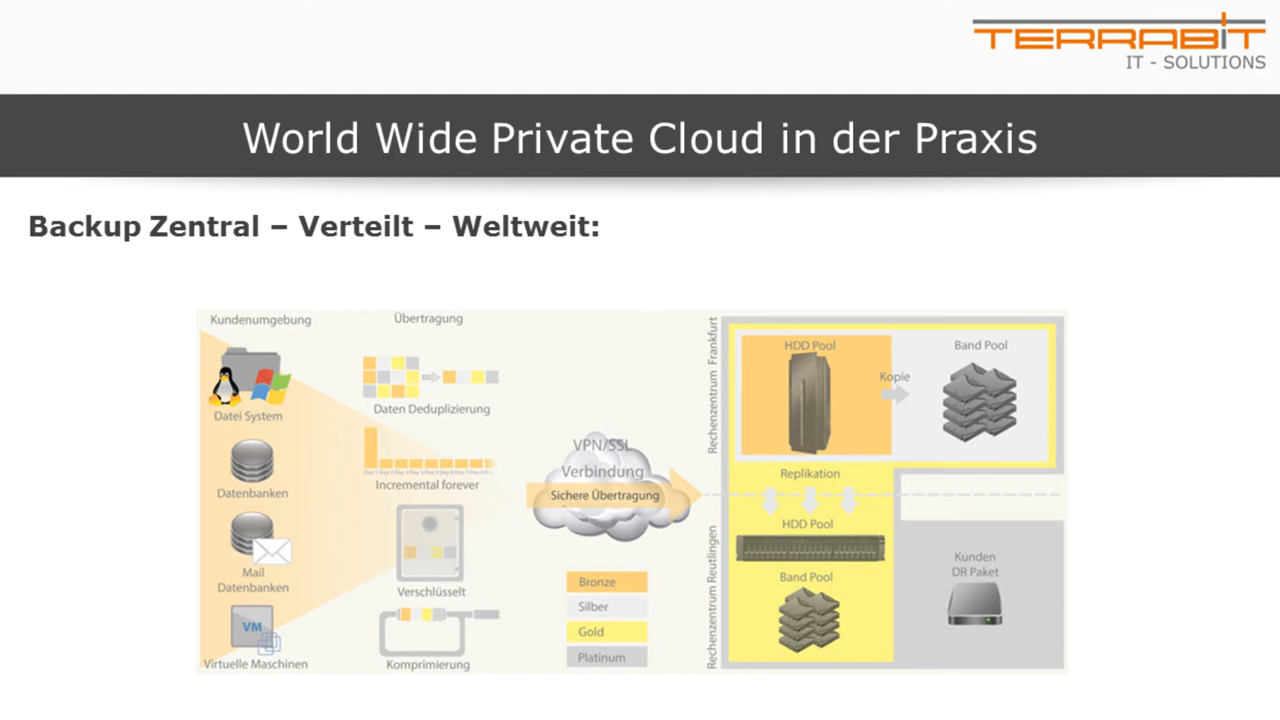 TERRABIT
IT - SOLUTIONS
World Wide Private Cloud in der Praxis
Backup Zentral – Verteilt – Weltweit:
Kundenumgebung
Datei System
Datenbanken
Mail
Datenbanken
VM
Virtuelle Maschinen
Übertragung
Daten Deduplizierung
Incremental forever
Verschlüsselt
Komprimierung
VPN/SSL
Verbindung
Sichere Übertragung
Bronze
Silber
Gold
Platinum
Rechenzentrum Frankfurt
HDD Pool
Kopie
Band Pool
Replikation
Rechenzentrum Reutlingen
HDD Pool
Band Pool
Kunden
DR Paket